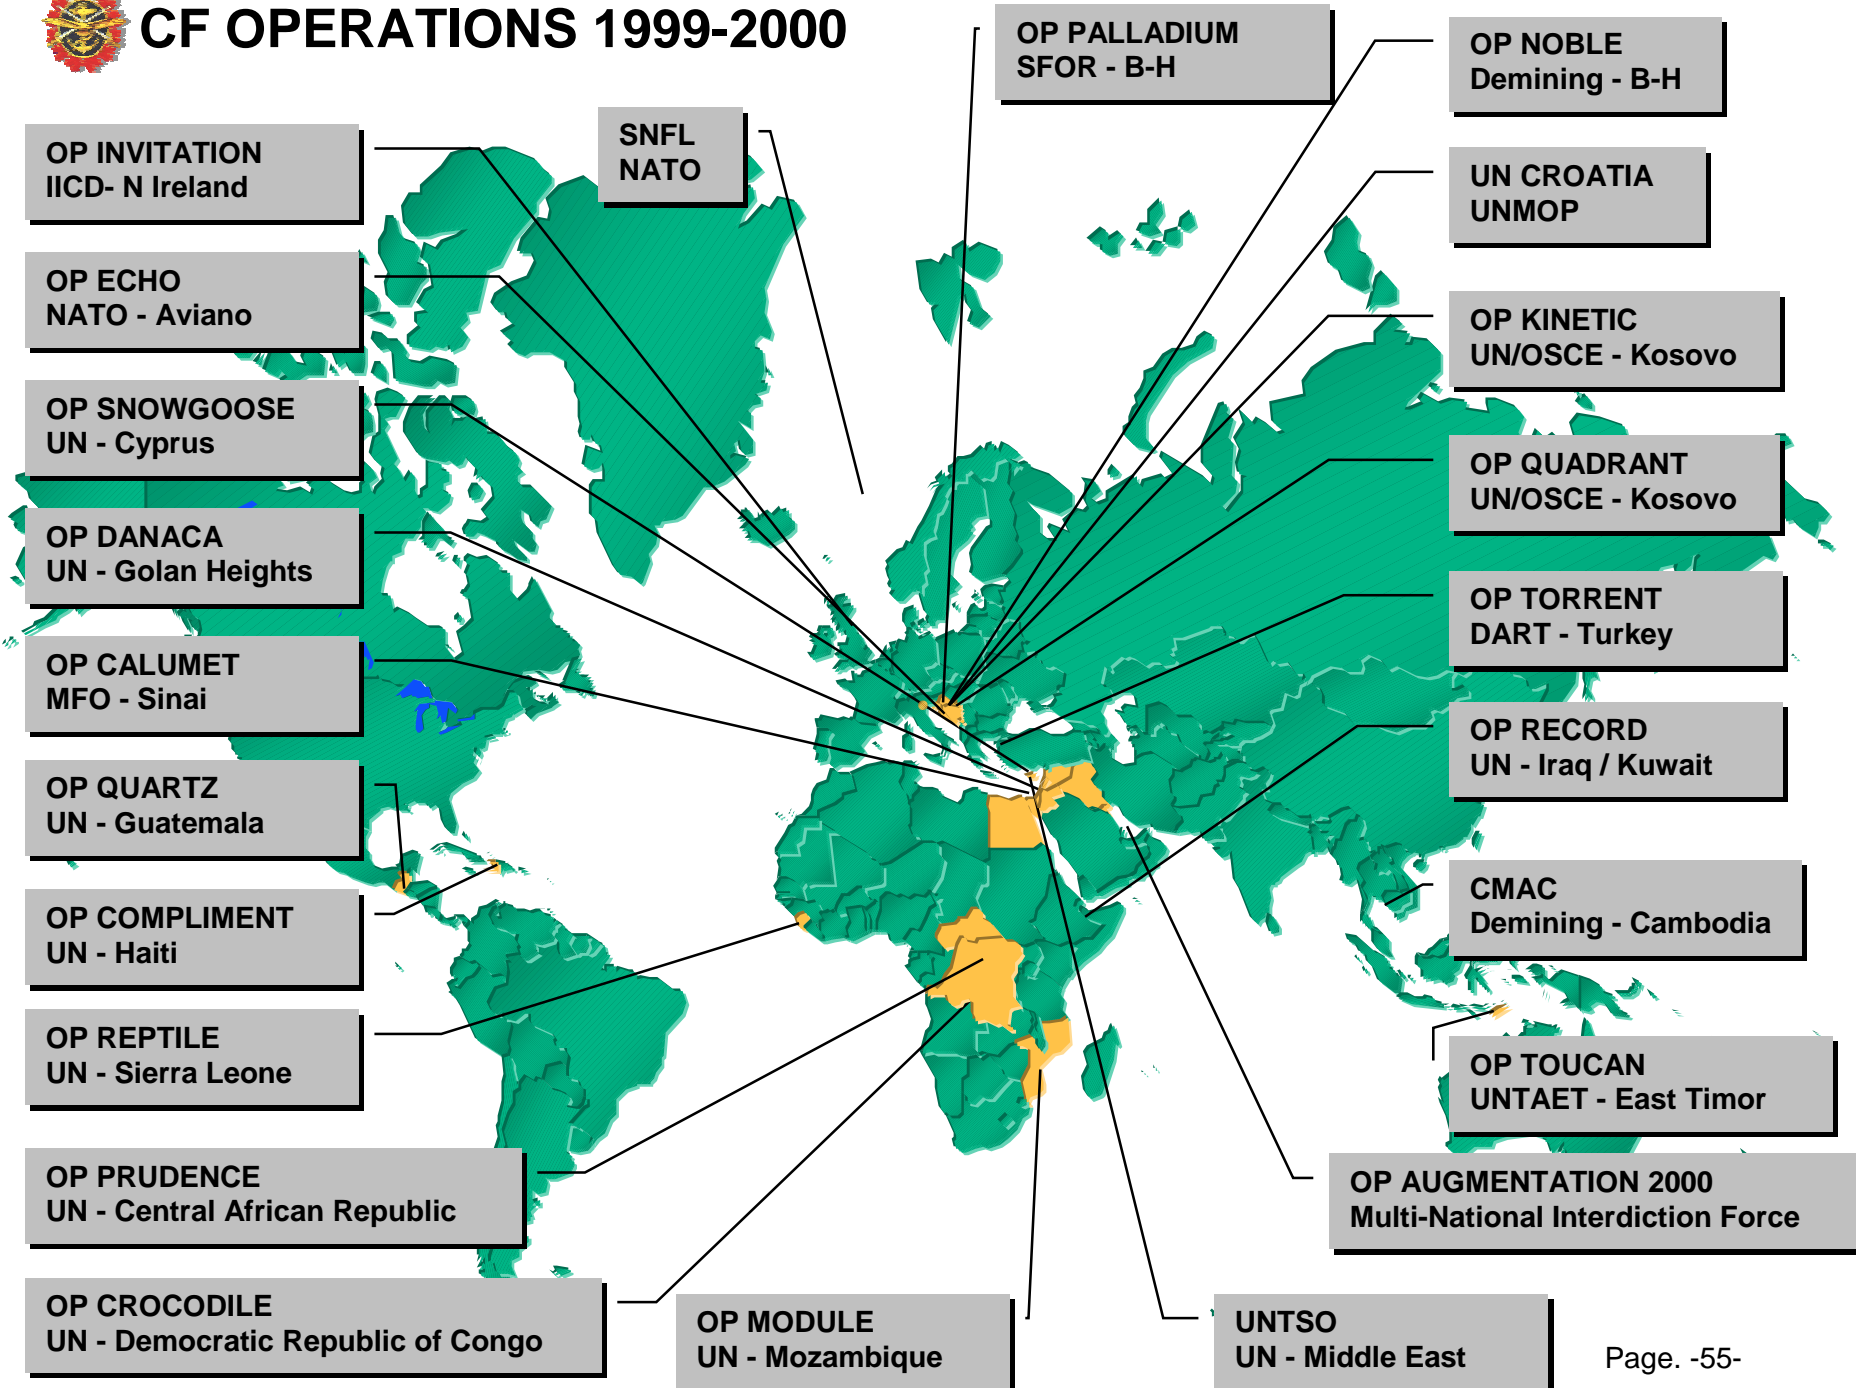 CF OPERATIONS 1999-2000
OP PALLADIUM
SFOR - B-H
OP NOBLE
Demining - B-H
SNFL
NATO
OP INVITATION
IICD- N Ireland
UN CROATIA
UNMOP
OP ECHO
NATO - Aviano
OP KINETIC
UN/OSCE - Kosovo
OP SNOWGOOSE
UN - Cyprus
OP QUADRANT
UN/OSCE - Kosovo
OP DANACA
UN - Golan Heights
OP TORRENT
DART - Turkey
OP CALUMET
MFO - Sinai
OP RECORD
UN - Iraq / Kuwait
OP QUARTZ
UN - Guatemala
CMAC
Demining - Cambodia
OP COMPLIMENT
UN - Haiti
OP REPTILE
UN - Sierra Leone
OP TOUCAN
UNTAET - East Timor
OP PRUDENCE
UN - Central African Republic
OP AUGMENTATION 2000
Multi-National Interdiction Force
OP CROCODILE
UN - Democratic Republic of Congo
OP MODULE
UN - Mozambique
UNTSO
UN - Middle East
Page. -55-